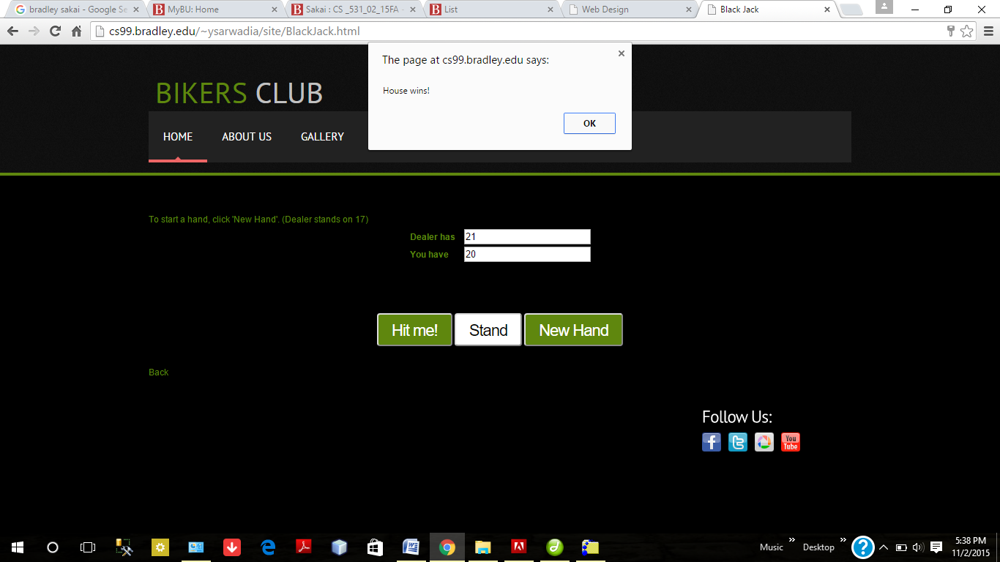 bradley sakai - Google Se
MyBU: Home
Sakai : CS _531_02_15FA -
List
Web Design
Black Jack
cs99.bradley.edu/~ysarwadia/site/BlackJack.html
The page at cs99.bradley.edu says:
House wins!
OK
BIKERS CLUB
HOME ABOUT US GALLERY
To start a hand, click 'New Hand'. (Dealer stands on 17)
Dealer has 21
You have 20
Hit me! Stand New Hand
Back
Follow Us:
You
Tube
Music » Desktop »
5:38 PM
11/2/2015